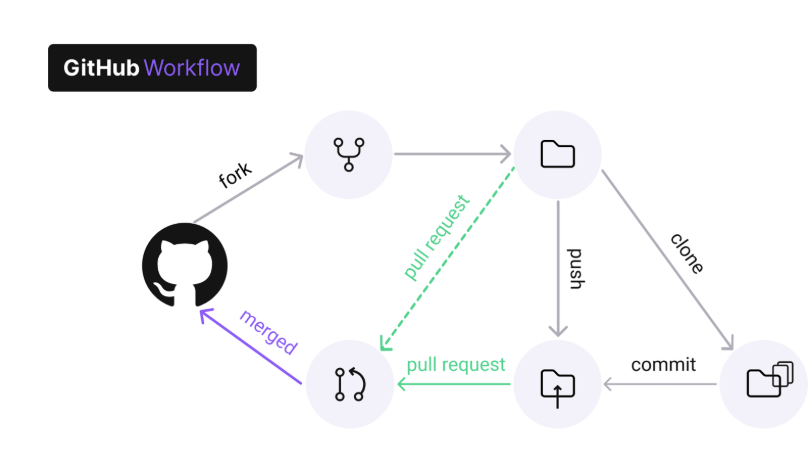 GitHub Workflow
fork
pull request
push
clone
merged
pull request
commit